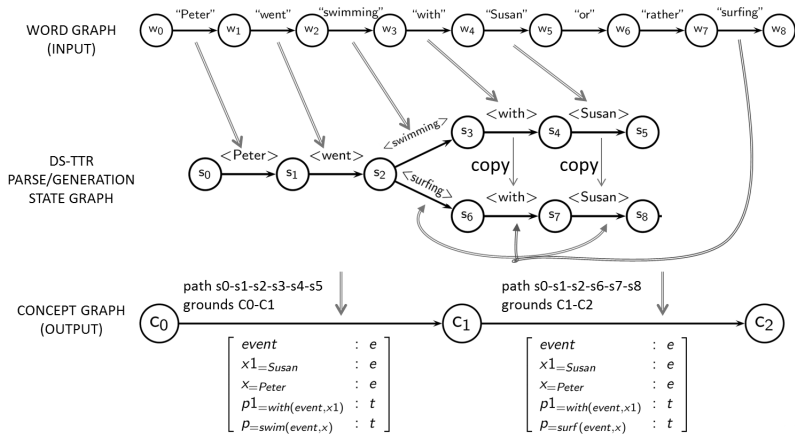 “Peter” “went” “swimming” “with” “Susan” “or” “rather” “surfing”
WORD GRAPH
(INPUT)
w0 w1 w2 w3 w4 w5 w6 w7 w8
<swimming> <with> <Susan>
s3 s4 s5
DS-TTR
PARSE/GENERATION
STATE GRAPH
<Peter> <went>
s0 s1 s2
copy copy
<surfing> <with> <Susan>
s6 s7 s8
path s0-s1-s2-s3-s4-s5
grounds C0-C1
path s0-s1-s2-s6-s7-s8
grounds C1-C2
CONCEPT GRAPH
(OUTPUT)
C0 C1 C2
event : e
x1=Susan : e
x=Peter : e
p1=with(event,x1) : t
p=swim(event,x) : t
event : e
x1=Susan : e
x=Peter : e
p1=with(event,x1) : t
p=surf(event,x) : t